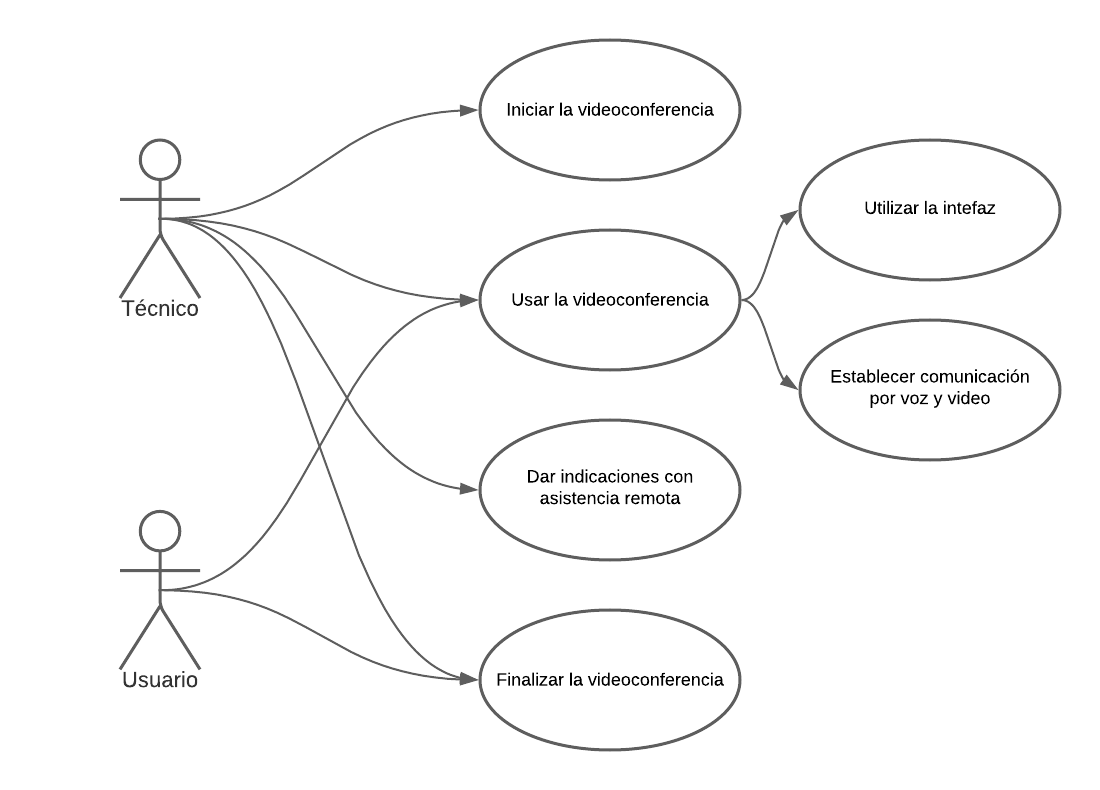 Iniciar la videoconferencia
Técnico
Usar la videoconferencia
Utilizar la intefaz
Establecer comunicación
por voz y video
Dar indicaciones con
asistencia remota
Usuario
Finalizar la videoconferencia